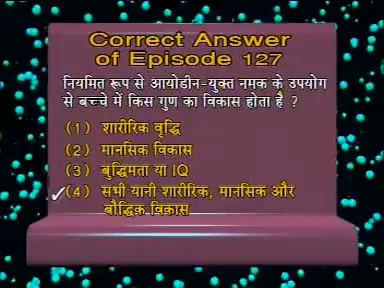 Correct Answer
of Episode 127
नियमित रूप से आयोडीन-युक्त नमक के उपयोग
से बच्चे में किस गुण का विकास होता है ?
(1) शारीरिक वृद्धि
(2) मानसिक विकास
(3) बुद्धिमता या IQ
✓(4) सभी यानी शारीरिक, मानसिक और
बौद्धिक विकास